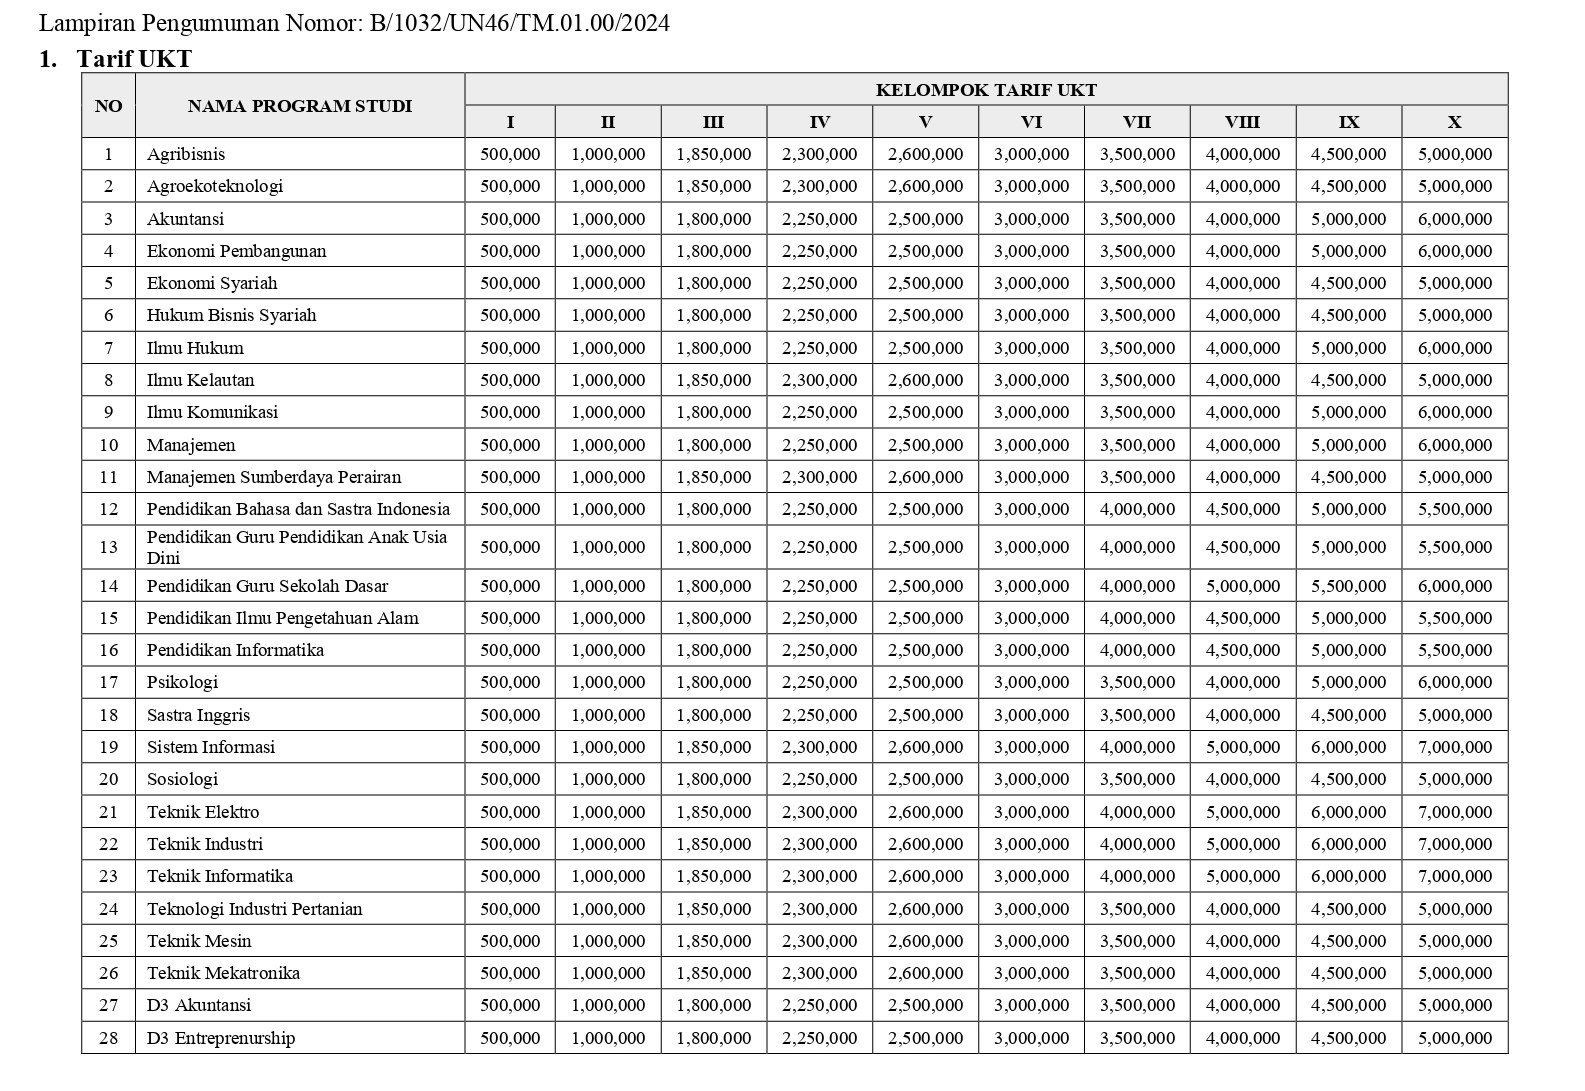 Lampiran Pengumuman Nomor: B/1032/UN46/TM.01.00/2024
1. Tarif UKT
NO NAMA PROGRAM STUDI KELOMPOK TARIF UKT
I II III IV V VI VII VIII IX X
1 Agribisnis 500,000 1,000,000 1,850,000 2,300,000 2,600,000 3,000,000 3,500,000 4,000,000 4,500,000 5,000,000
2 Agroekoteknologi 500,000 1,000,000 1,850,000 2,300,000 2,600,000 3,000,000 3,500,000 4,000,000 4,500,000 5,000,000
3 Akuntansi 500,000 1,000,000 1,800,000 2,250,000 2,500,000 3,000,000 3,500,000 4,000,000 5,000,000 6,000,000
4 Ekonomi Pembangunan 500,000 1,000,000 1,800,000 2,250,000 2,500,000 3,000,000 3,500,000 4,000,000 5,000,000 6,000,000
5 Ekonomi Syariah 500,000 1,000,000 1,800,000 2,250,000 2,500,000 3,000,000 3,500,000 4,000,000 4,500,000 5,000,000
6 Hukum Bisnis Syariah 500,000 1,000,000 1,800,000 2,250,000 2,500,000 3,000,000 3,500,000 4,000,000 4,500,000 5,000,000
7 Ilmu Hukum 500,000 1,000,000 1,800,000 2,250,000 2,500,000 3,000,000 3,500,000 4,000,000 5,000,000 6,000,000
8 Ilmu Kelautan 500,000 1,000,000 1,850,000 2,300,000 2,600,000 3,000,000 3,500,000 4,000,000 4,500,000 5,000,000
9 Ilmu Komunikasi 500,000 1,000,000 1,800,000 2,250,000 2,500,000 3,000,000 3,500,000 4,000,000 5,000,000 6,000,000
10 Manajemen 500,000 1,000,000 1,800,000 2,250,000 2,500,000 3,000,000 3,500,000 4,000,000 5,000,000 6,000,000
11 Manajemen Sumberdaya Perairan 500,000 1,000,000 1,850,000 2,300,000 2,600,000 3,000,000 3,500,000 4,000,000 4,500,000 5,000,000
12 Pendidikan Bahasa dan Sastra Indonesia 500,000 1,000,000 1,800,000 2,250,000 2,500,000 3,000,000 4,000,000 4,500,000 5,000,000 5,500,000
13 Pendidikan Guru Pendidikan Anak Usia
Dini 500,000 1,000,000 1,800,000 2,250,000 2,500,000 3,000,000 4,000,000 4,500,000 5,000,000 5,500,000
14 Pendidikan Guru Sekolah Dasar 500,000 1,000,000 1,800,000 2,250,000 2,500,000 3,000,000 4,000,000 5,000,000 5,500,000 6,000,000
15 Pendidikan Ilmu Pengetahuan Alam 500,000 1,000,000 1,800,000 2,250,000 2,500,000 3,000,000 4,000,000 4,500,000 5,000,000 5,500,000
16 Pendidikan Informatika 500,000 1,000,000 1,800,000 2,250,000 2,500,000 3,000,000 4,000,000 4,500,000 5,000,000 5,500,000
17 Psikologi 500,000 1,000,000 1,800,000 2,250,000 2,500,000 3,000,000 3,500,000 4,000,000 5,000,000 6,000,000
18 Sastra Inggris 500,000 1,000,000 1,800,000 2,250,000 2,500,000 3,000,000 3,500,000 4,000,000 4,500,000 5,000,000
19 Sistem Informasi 500,000 1,000,000 1,850,000 2,300,000 2,600,000 3,000,000 4,000,000 5,000,000 6,000,000 7,000,000
20 Sosiologi 500,000 1,000,000 1,800,000 2,250,000 2,500,000 3,000,000 3,500,000 4,000,000 4,500,000 5,000,000
21 Teknik Elektro 500,000 1,000,000 1,850,000 2,300,000 2,600,000 3,000,000 4,000,000 5,000,000 6,000,000 7,000,000
22 Teknik Industri 500,000 1,000,000 1,850,000 2,300,000 2,600,000 3,000,000 4,000,000 5,000,000 6,000,000 7,000,000
23 Teknik Informatika 500,000 1,000,000 1,850,000 2,300,000 2,600,000 3,000,000 4,000,000 5,000,000 6,000,000 7,000,000
24 Teknologi Industri Pertanian 500,000 1,000,000 1,850,000 2,300,000 2,600,000 3,000,000 3,500,000 4,000,000 4,500,000 5,000,000
25 Teknik Mesin 500,000 1,000,000 1,850,000 2,300,000 2,600,000 3,000,000 3,500,000 4,000,000 4,500,000 5,000,000
26 Teknik Mekatronika 500,000 1,000,000 1,850,000 2,300,000 2,600,000 3,000,000 3,500,000 4,000,000 4,500,000 5,000,000
27 D3 Akuntansi 500,000 1,000,000 1,800,000 2,250,000 2,500,000 3,000,000 3,500,000 4,000,000 4,500,000 5,000,000
28 D3 Entreprenurship 500,000 1,000,000 1,800,000 2,250,000 2,500,000 3,000,000 3,500,000 4,000,000 4,500,000 5,000,000